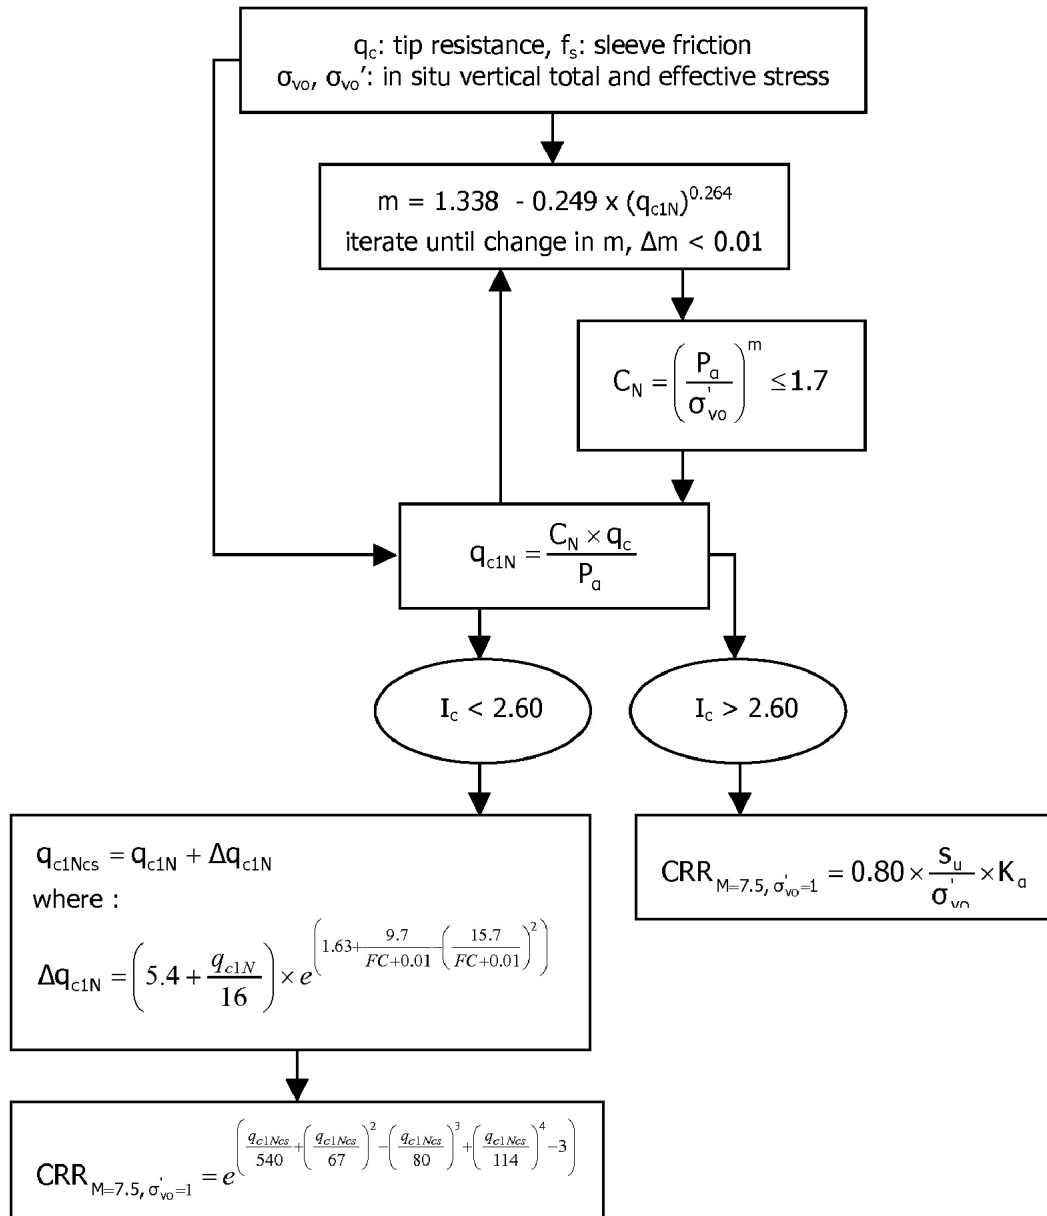 q_c: tip resistance, f_s: sleeve friction
σ_vo, σ_vo': in situ vertical total and effective stress
m = 1.338 - 0.249 x (q_c1N)^0.264
iterate until change in m, Δm < 0.01
C_N = (P_a / σ'_vo)^m ≤ 1.7
q_c1N = (C_N × q_c) / P_a
I_c < 2.60
I_c > 2.60
q_c1Ncs = q_c1N + Δq_c1N
where :
Δq_c1N = (5.4 + q_c1N / 16) × e^(1.63 + 9.7 / (FC+0.01) - (15.7 / (FC+0.01))^2)
CRR_M=7.5, σ'_vo=1 = 0.80 × s_u / σ'_vo × K_α
CRR_M=7.5, σ'_vo=1 = e^(q_c1Ncs / 540 + (q_c1Ncs / 67)^2 - (q_c1Ncs / 80)^3 + (q_c1Ncs / 114)^4 - 3)